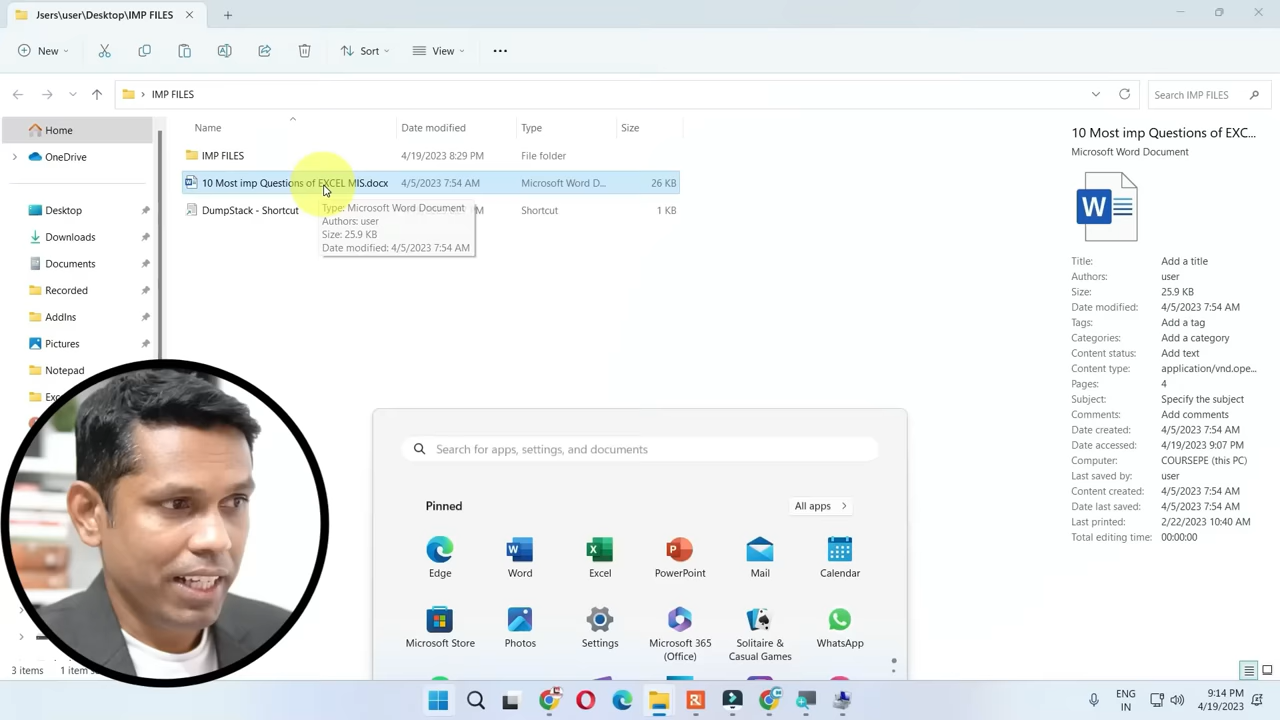 Jsers\user\Desktop\IMP FILES
New
Sort
View
IMP FILES
Search IMP FILES
Name
Date modified
Type
Size
Home
OneDrive
Desktop
Downloads
Documents
Recorded
AddIns
Pictures
Notepad
IMP FILES 4/19/2023 8:29 PM File folder
10 Most imp Questions of EXCEL MIS.docx 4/5/2023 7:54 AM Microsoft Word D... 26 KB
DumpStack - Shortcut M Shortcut 1 KB
Type: Microsoft Word Document
Authors: user
Size: 25.9 KB
Date modified: 4/5/2023 7:54 AM
10 Most imp Questions of EXC...
Microsoft Word Document
W
Title: Add a title
Authors: user
Size: 25.9 KB
Date modified: 4/5/2023 7:54 AM
Tags: Add a tag
Categories: Add a category
Content status: Add text
Content type: application/vnd.ope...
Pages: 4
Subject: Specify the subject
Comments: Add comments
Date created: 4/5/2023 7:54 AM
Date accessed: 4/19/2023 9:07 PM
Computer: COURSEPE (this PC)
Last saved by: user
Content created: 4/5/2023 7:54 AM
Date last saved: 4/5/2023 7:54 AM
Last printed: 2/22/2023 10:40 AM
Total editing time: 00:00:00
Search for apps, settings, and documents
Pinned
All apps
Edge
Word
Excel
PowerPoint
Mail
Calendar
Microsoft Store
Photos
Settings
Microsoft 365
(Office)
Solitaire &
Casual Games
WhatsApp
3 items
ENG
IN
9:14 PM
4/19/2023